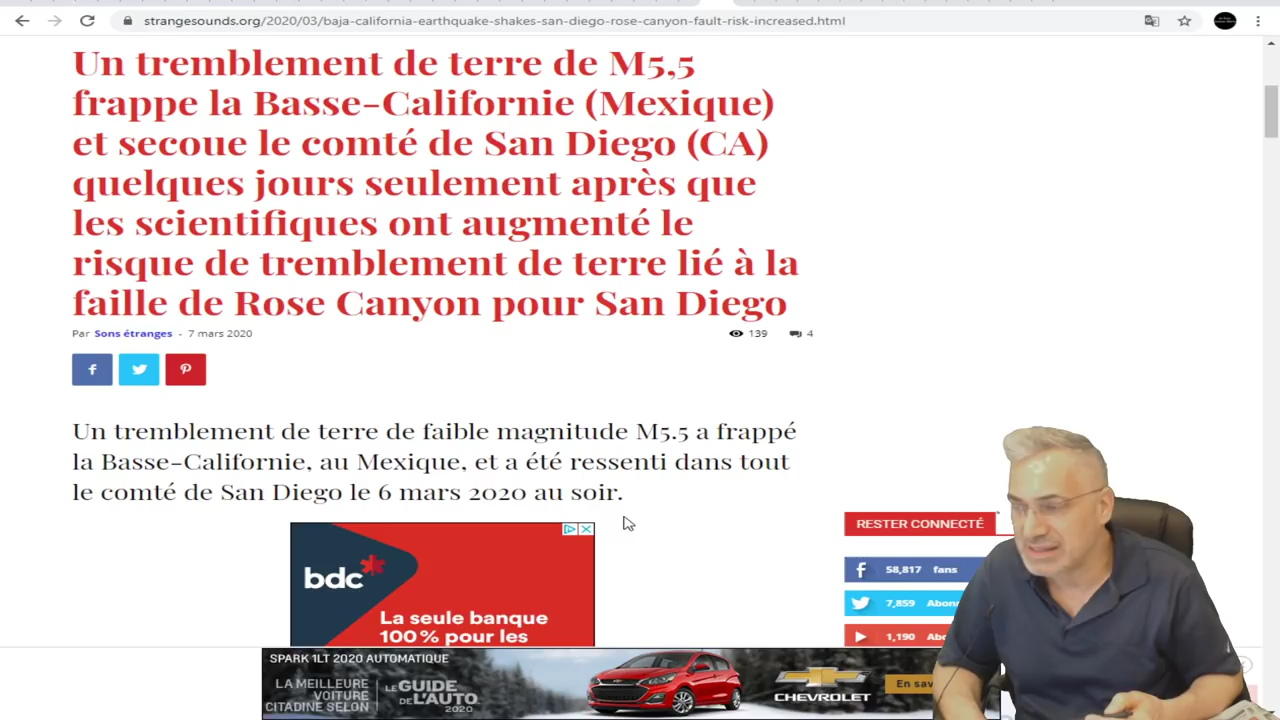 strangesounds.org/2020/03/baja-california-earthquake-shakes-san-diego-rose-canyon-fault-risk-increased.html
Un tremblement de terre de M5,5
frappe la Basse-Californie (Mexique)
et secoue le comté de San Diego (CA)
quelques jours seulement après que
les scientifiques ont augmenté le
risque de tremblement de terre lié à la
faille de Rose Canyon pour San Diego
Par Sons étranges - 7 mars 2020
139
4
Un tremblement de terre de faible magnitude M5.5 a frappé
la Basse-Californie, au Mexique, et a été ressenti dans tout
le comté de San Diego le 6 mars 2020 au soir.
bdc
La seule banque
100 % pour les
RESTER CONNECTÉ
58,817 fans
7,859
1,190
SPARK 1LT 2020 AUTOMATIQUE
LA MEILLEURE
VOITURE
CITADINE SELON
LE GUIDE
DE L'AUTO
2020
CHEVROLET
En sav